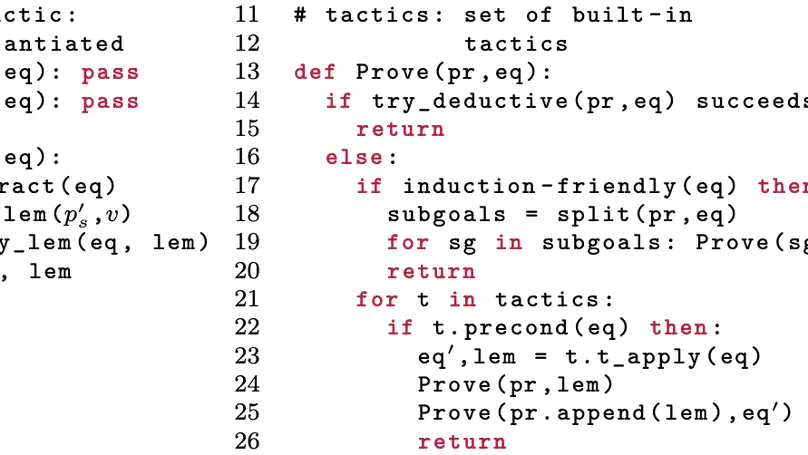 ctic:
antiated
eq): pass
eq): pass
eq):
ract(eq)
lem(p′ₛ,v)
y_lem(eq, lem)
, lem
11 # tactics: set of built-in
12 tactics
13 def Prove(pr,eq):
14 if try_deductive(pr,eq) succeeds
15 return
16 else:
17 if induction-friendly(eq) then
18 subgoals = split(pr,eq)
19 for sg in subgoals: Prove(sg
20 return
21 for t in tactics:
22 if t.precond(eq) then:
23 eq′,lem = t.t_apply(eq)
24 Prove(pr,lem)
25 Prove(pr.append(lem),eq′)
26 return